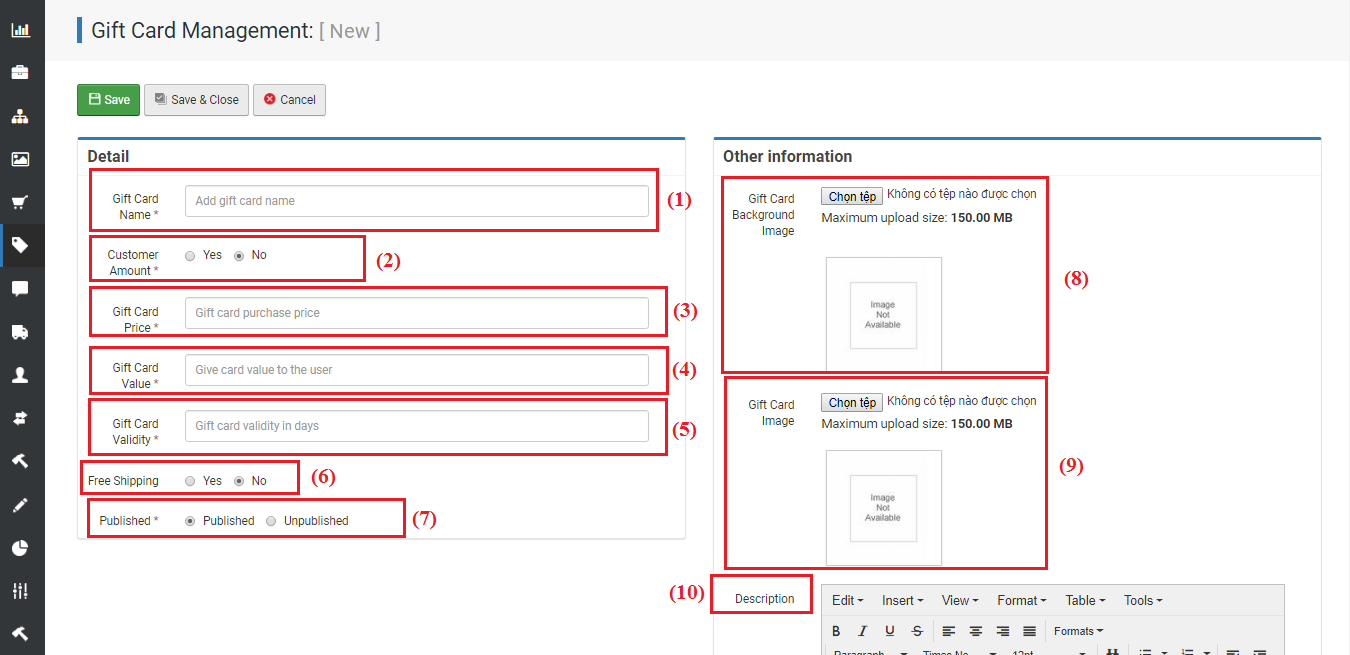 Gift Card Management: [ New ]
Save
Save & Close
Cancel
Detail
Gift Card
Name *
Add gift card name
(1)
Customer
Amount *
Yes
No
(2)
Gift Card
Price *
Gift card purchase price
(3)
Gift Card
Value *
Give card value to the user
(4)
Gift Card
Validity *
Gift card validity in days
(5)
Free Shipping
Yes
No
(6)
Published *
Published
Unpublished
(7)
Other information
Gift Card
Background
Image
Chọn tệp Không có tệp nào được chọn
Maximum upload size: 150.00 MB
Image
Not
Available
(8)
Gift Card
Image
Chọn tệp Không có tệp nào được chọn
Maximum upload size: 150.00 MB
Image
Not
Available
(9)
(10)
Description
Edit Insert View Format Table Tools
B I U S Formats
Paragraph Times No 12pt